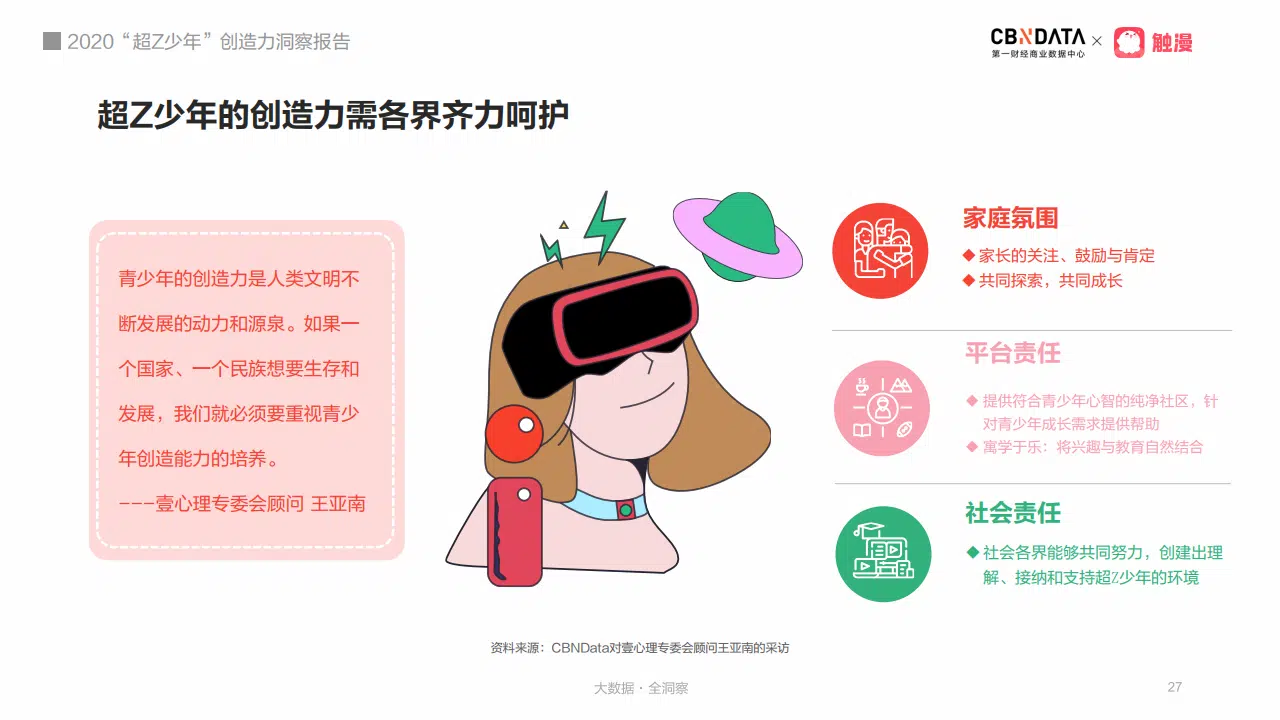 2020“超Z少年”创造力洞察报告
CBNDATA
第一财经商业数据中心
×
触漫
超Z少年的创造力需各界齐力呵护
青少年的创造力是人类文明不
断发展的动力和源泉。如果一
个国家、一个民族想要生存和
发展，我们就必须要重视青少
年创造能力的培养。
---壹心理专委会顾问 王亚南
家庭氛围
◆ 家长的关注、鼓励与肯定
◆ 共同探索，共同成长
平台责任
◆ 提供符合青少年心智的纯净社区，针
对青少年成长需求提供帮助
◆ 寓学于乐：将兴趣与教育自然结合
社会责任
◆ 社会各界能够共同努力，创建出理
解、接纳和支持超Z少年的环境
资料来源：CBNData对壹心理专委会顾问王亚南的采访
大数据·全洞察
27